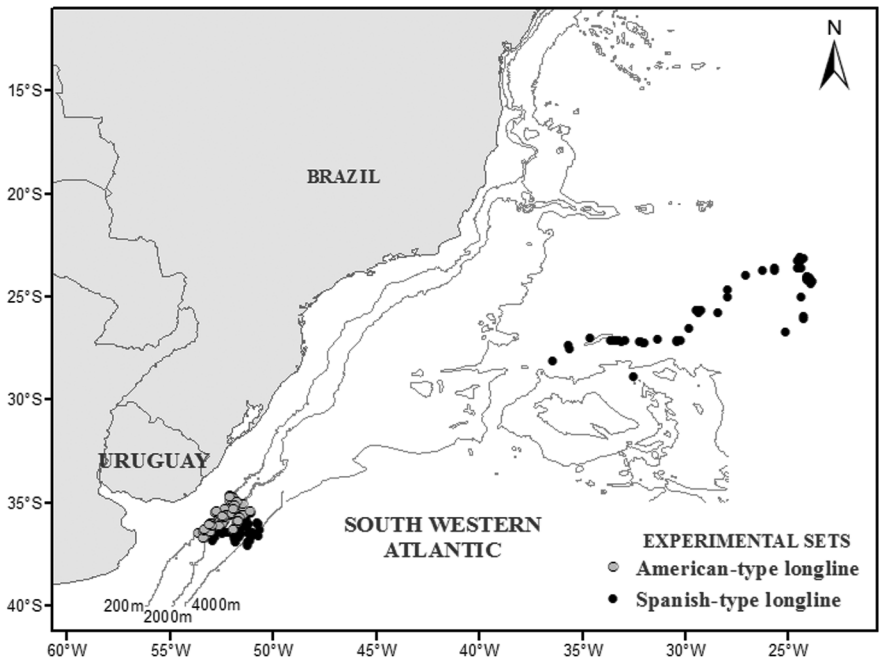 N
15°S
BRAZIL
20°S
25°S
30°S
URUGUAY
35°S
SOUTH WESTERN
ATLANTIC
EXPERIMENTAL SETS
American-type longline
Spanish-type longline
40°S
200m
2000m
4000m
60°W 55°W 50°W 45°W 40°W 35°W 30°W 25°W